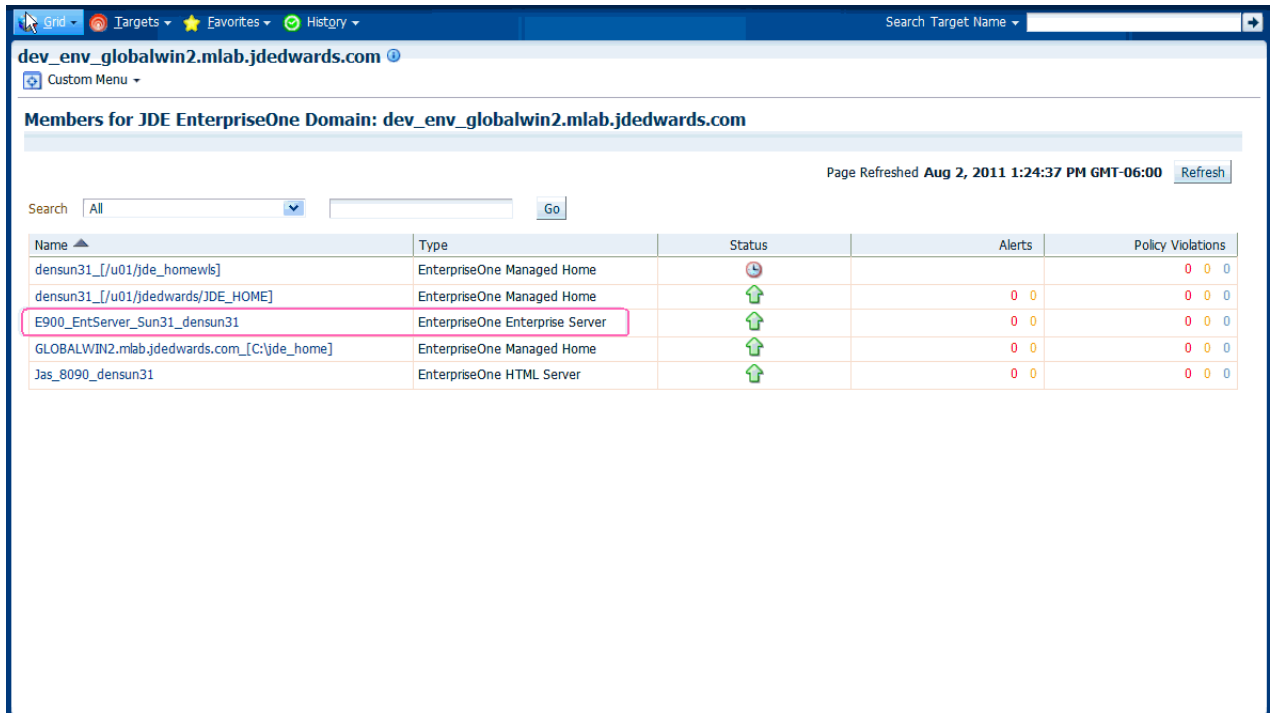 Grid Targets Favorites History Search Target Name
dev_env_globalwin2.mlab.jdedwards.com
Custom Menu
Members for JDE EnterpriseOne Domain: dev_env_globalwin2.mlab.jdedwards.com
Page Refreshed Aug 2, 2011 1:24:37 PM GMT-06:00 Refresh
Search All Go
Name Type Status Alerts Policy Violations
densun31_[/u01/jde_homewls] EnterpriseOne Managed Home 0 0 0
densun31_[/u01/jdedwards/JDE_HOME] EnterpriseOne Managed Home 0 0 0 0 0
E900_EntServer_Sun31_densun31 EnterpriseOne Enterprise Server 0 0 0 0 0
GLOBALWIN2.mlab.jdedwards.com_[C:\jde_home] EnterpriseOne Managed Home 0 0 0 0 0
Jas_8090_densun31 EnterpriseOne HTML Server 0 0 0 0 0